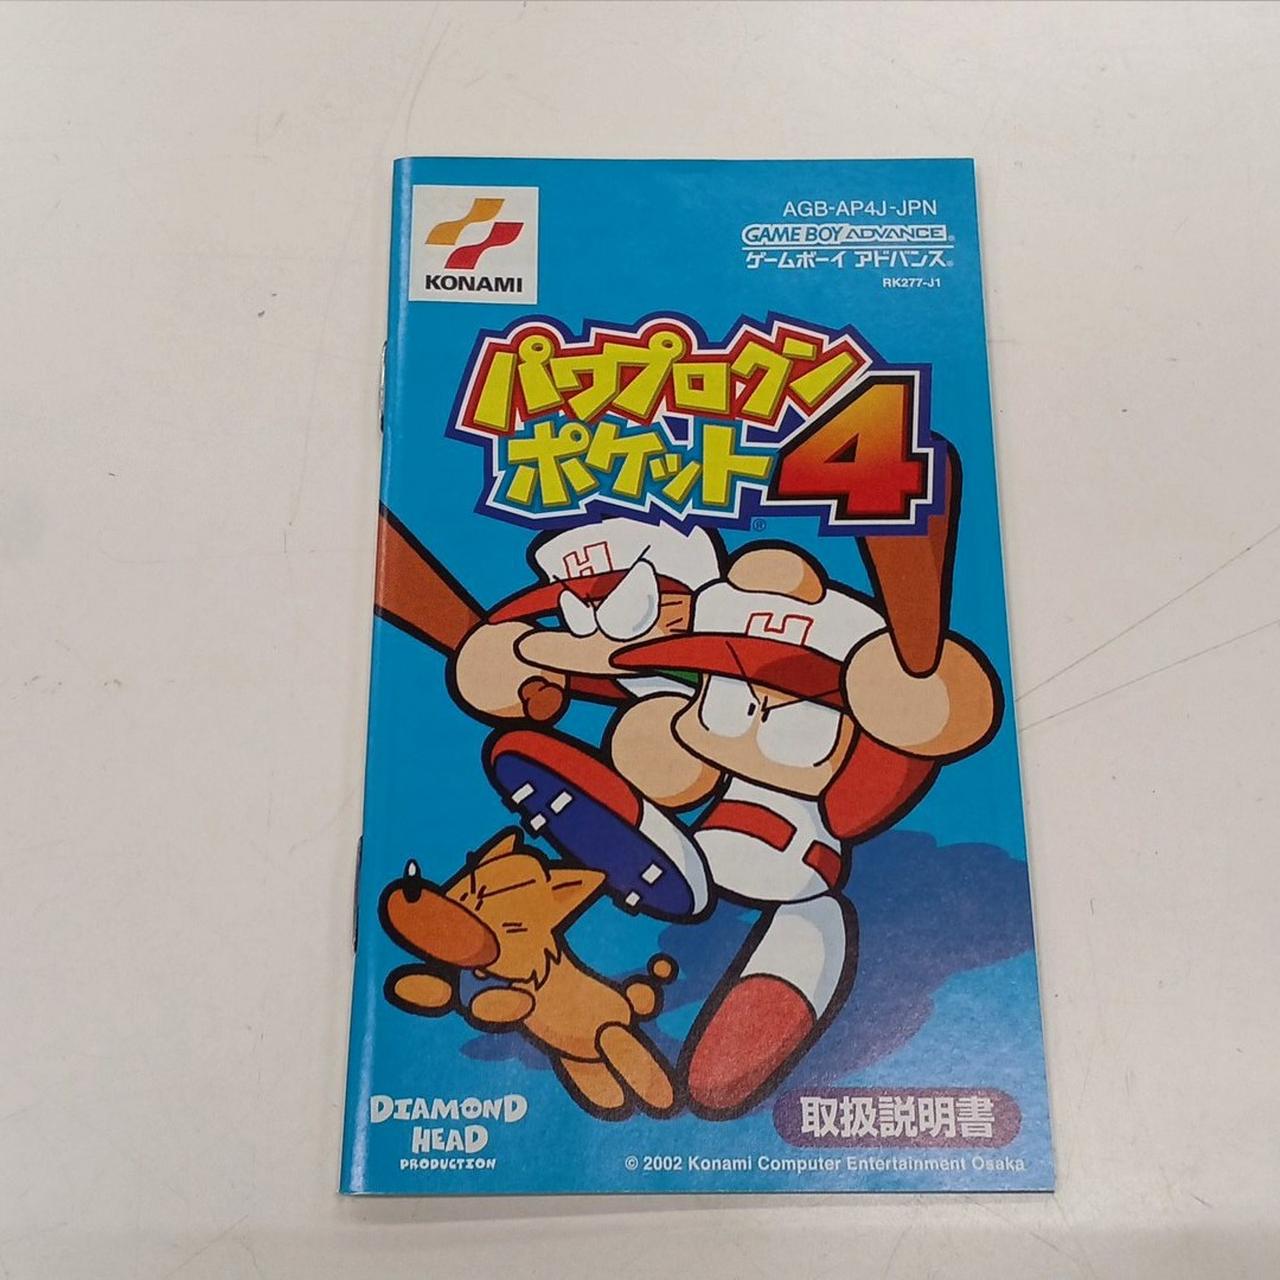 KONAMI
AGB-AP4J-JPN
GAME BOY ADVANCE®
ゲームボーイ アドバンス®
RK277-J1
パワプロクン
ポケット4
®
H
H
DIAMOND
HEAD
PRODUCTION
取扱説明書
© 2002 Konami Computer Entertainment Osaka